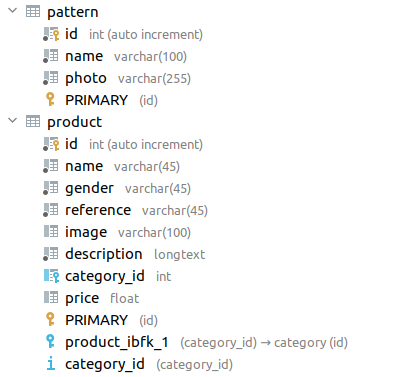 pattern
id int (auto increment)
name varchar(100)
photo varchar(255)
PRIMARY (id)
product
id int (auto increment)
name varchar(45)
gender varchar(45)
reference varchar(45)
image varchar(100)
description longtext
category_id int
price float
PRIMARY (id)
product_ibfk_1 (category_id) → category (id)
category_id (category_id)